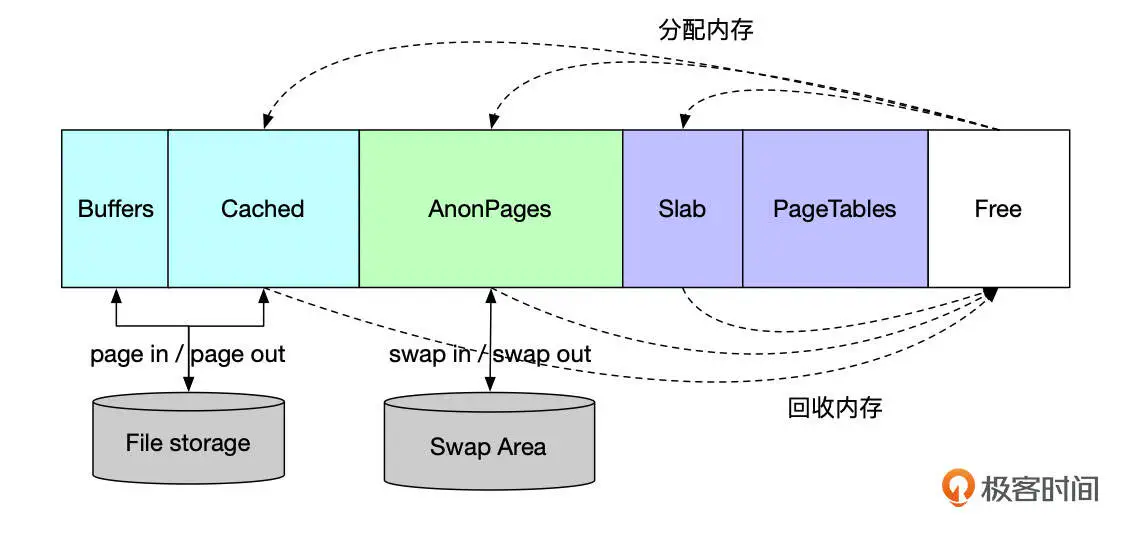 分配内存
Buffers
Cached
AnonPages
Slab
PageTables
Free
page in / page out
swap in / swap out
回收内存
File storage
Swap Area
极客时间